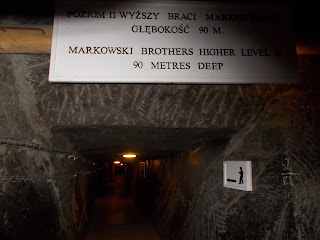 POZIOM II WYŻSZY BRACI
GŁĘBOKOŚĆ 90 M.
MARKOWSKI BROTHERS HIGHER LEVEL II
90 METRES DEEP